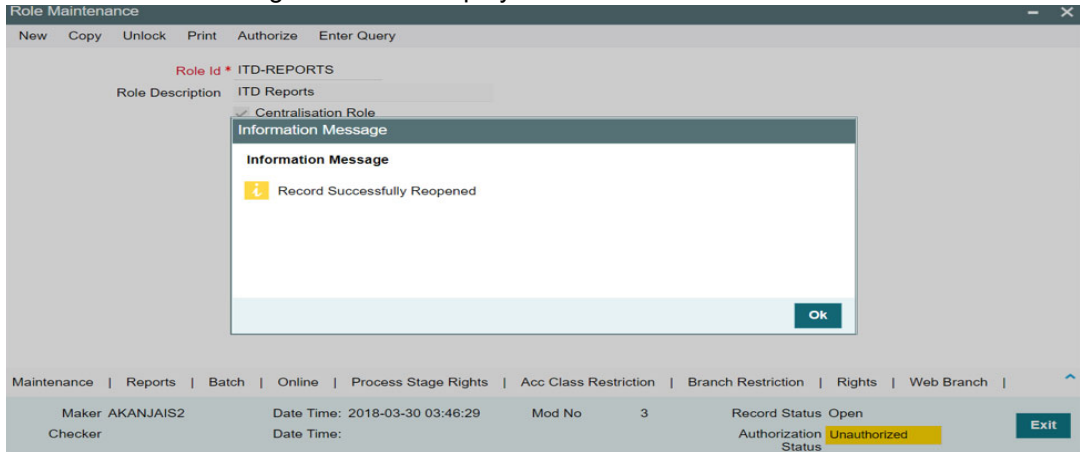 Role Maintenance
New Copy Unlock Print Authorize Enter Query
Role Id * ITD-REPORTS
Role Description ITD Reports
Centralisation Role
Information Message
Information Message
Record Successfully Reopened
Ok
Maintenance | Reports | Batch | Online | Process Stage Rights | Acc Class Restriction | Branch Restriction | Rights | Web Branch |
Maker AKANJAIS2 Date Time: 2018-03-30 03:46:29 Mod No 3 Record Status Open
Checker Date Time: Authorization Unauthorized Exit
Status